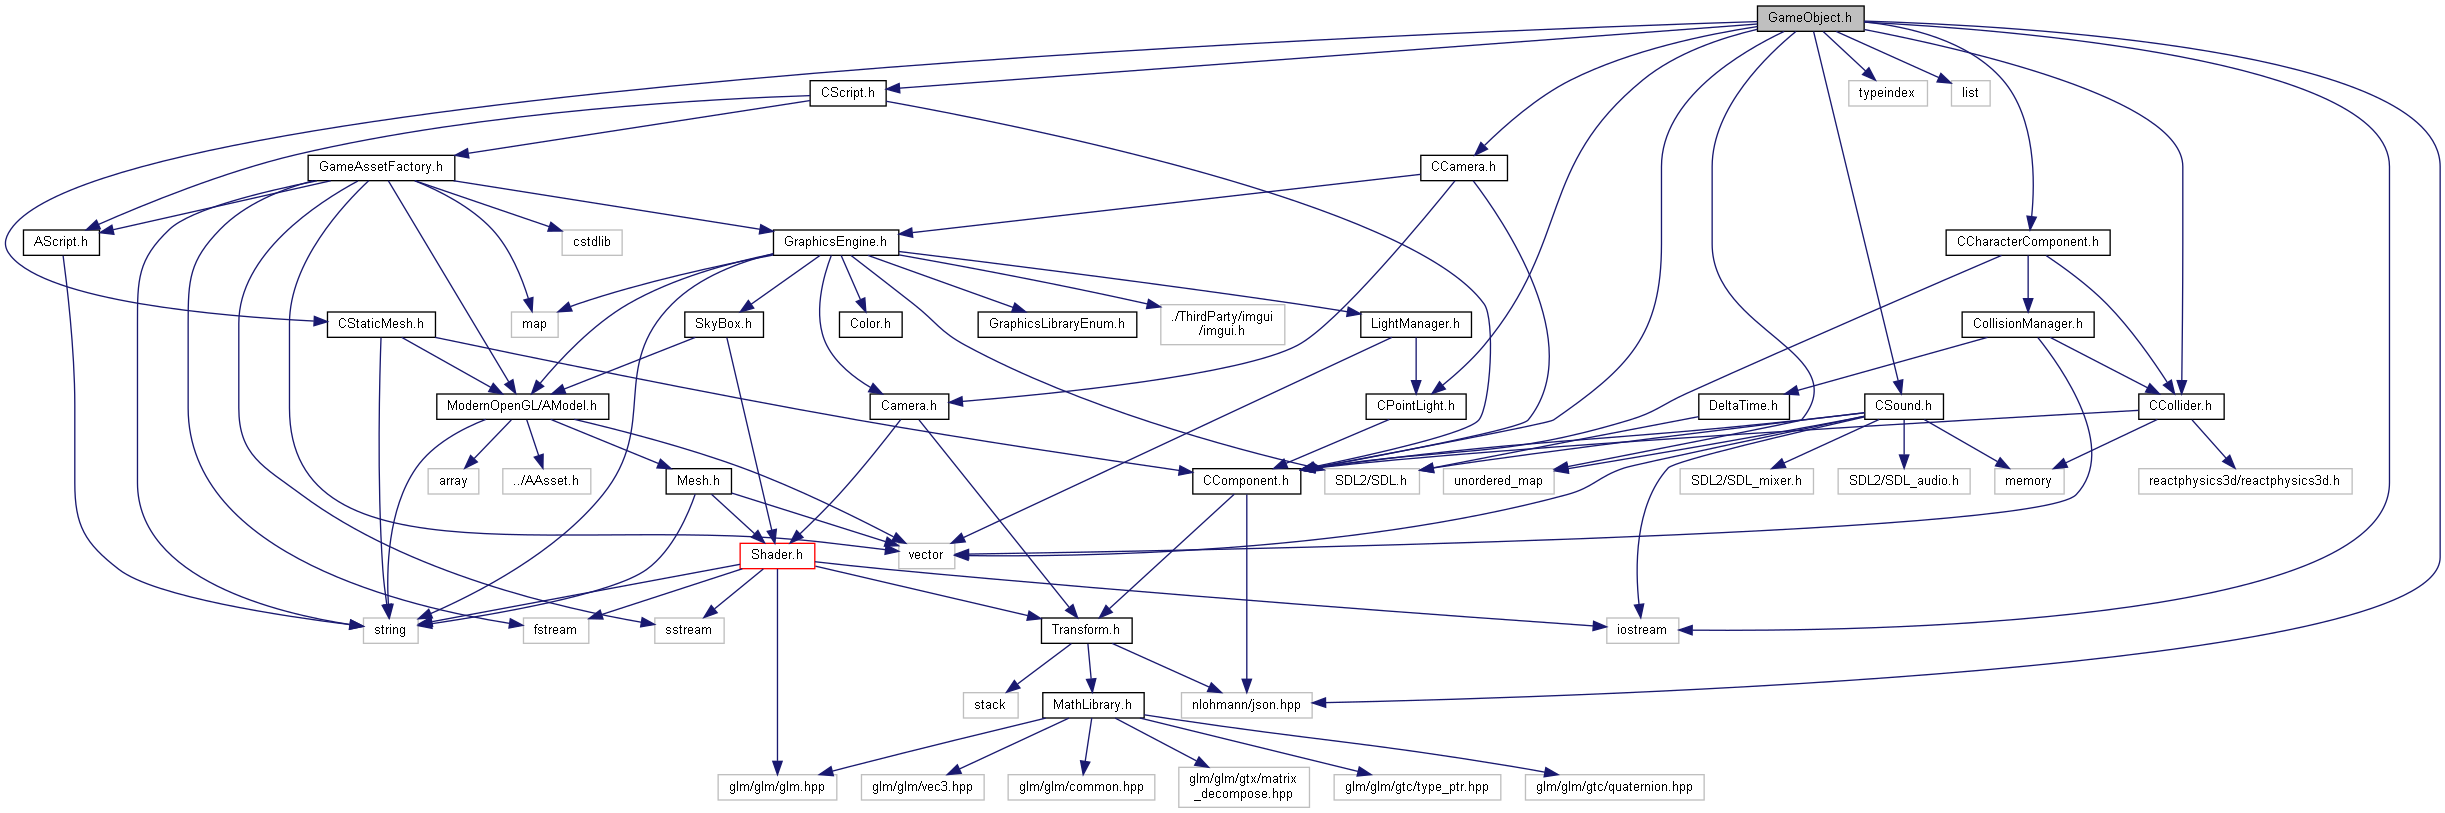 GameObject.h
CScript.h
typeindex
list
GameAssetFactory.h
CCamera.h
AScript.h
GraphicsEngine.h
cstdlib
CCharacterComponent.h
CStaticMesh.h
map
SkyBox.h
Color.h
GraphicsLibraryEnum.h
./ThirdParty/imgui
/imgui.h
LightManager.h
CollisionManager.h
ModernOpenGL/AModel.h
Camera.h
CPointLight.h
DeltaTime.h
CSound.h
CCollider.h
array
../AAsset.h
Mesh.h
CComponent.h
SDL2/SDL.h
unordered_map
SDL2/SDL_mixer.h
SDL2/SDL_audio.h
memory
reactphysics3d/reactphysics3d.h
Shader.h
vector
string
fstream
sstream
Transform.h
iostream
stack
MathLibrary.h
nlohmann/json.hpp
glm/glm/glm.hpp
glm/glm/vec3.hpp
glm/glm/common.hpp
glm/glm/gtx/matrix
_decompose.hpp
glm/glm/gtc/type_ptr.hpp
glm/glm/gtc/quaternion.hpp